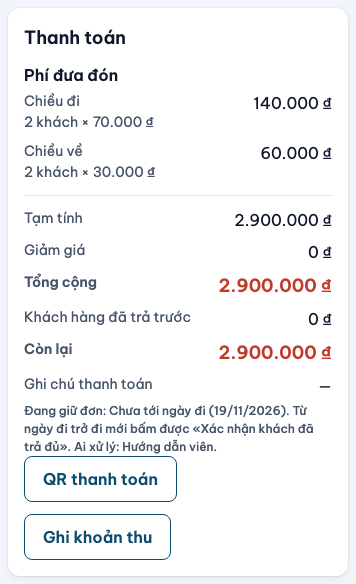 Thanh toán
Phí đưa đón
Chiều đi
140.000 ₫
2 khách × 70.000 ₫
Chiều về
60.000 ₫
2 khách × 30.000 ₫
Tạm tính
2.900.000 ₫
Giảm giá
0 ₫
Tổng cộng
2.900.000 ₫
Khách hàng đã trả trước
0 ₫
Còn lại
2.900.000 ₫
Ghi chú thanh toán
—
Đang giữ đơn: Chưa tới ngày đi (19/11/2026). Từ
ngày đi trở đi mới bấm được «Xác nhận khách đã
trả đủ». Ai xử lý: Hướng dẫn viên.
QR thanh toán
Ghi khoản thu